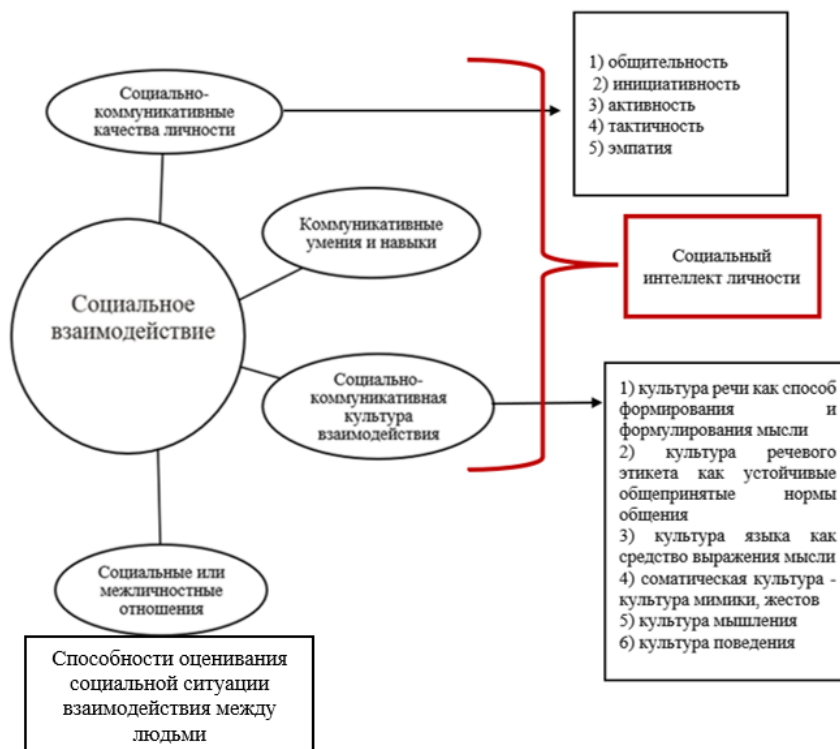 Социально-
коммуникативные
качества личности
1) общительность
2) инициативность
3) активность
4) тактичность
5) эмпатия
Коммуникативные
умения и навыки
Социальный
интеллект личности
Социальное
взаимодействие
Социально-
коммуникативная
культура
взаимодействия
1) культура речи как способ
формирования и
формулирования мысли
2) культура речевого
этикета как устойчивые
общепринятые нормы
общения
3) культура языка как
средство выражения мысли
4) соматическая культура -
культура мимики, жестов
5) культура мышления
6) культура поведения
Социальные или
межличностные
отношения
Способности оценивания
социальной ситуации
взаимодействия между
людьми